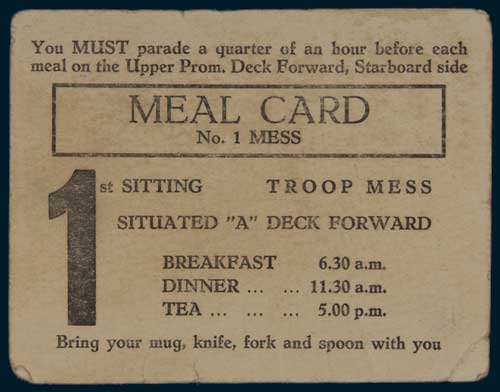 You MUST parade a quarter of an hour before each
meal on the Upper Prom. Deck Forward, Starboard side
MEAL CARD
No. 1 MESS
1st SITTING TROOP MESS
SITUATED "A" DECK FORWARD
BREAKFAST 6.30 a.m.
DINNER ... ... 11.30 a.m.
TEA ... ... 5.00 p.m.
Bring your mug, knife, fork and spoon with you